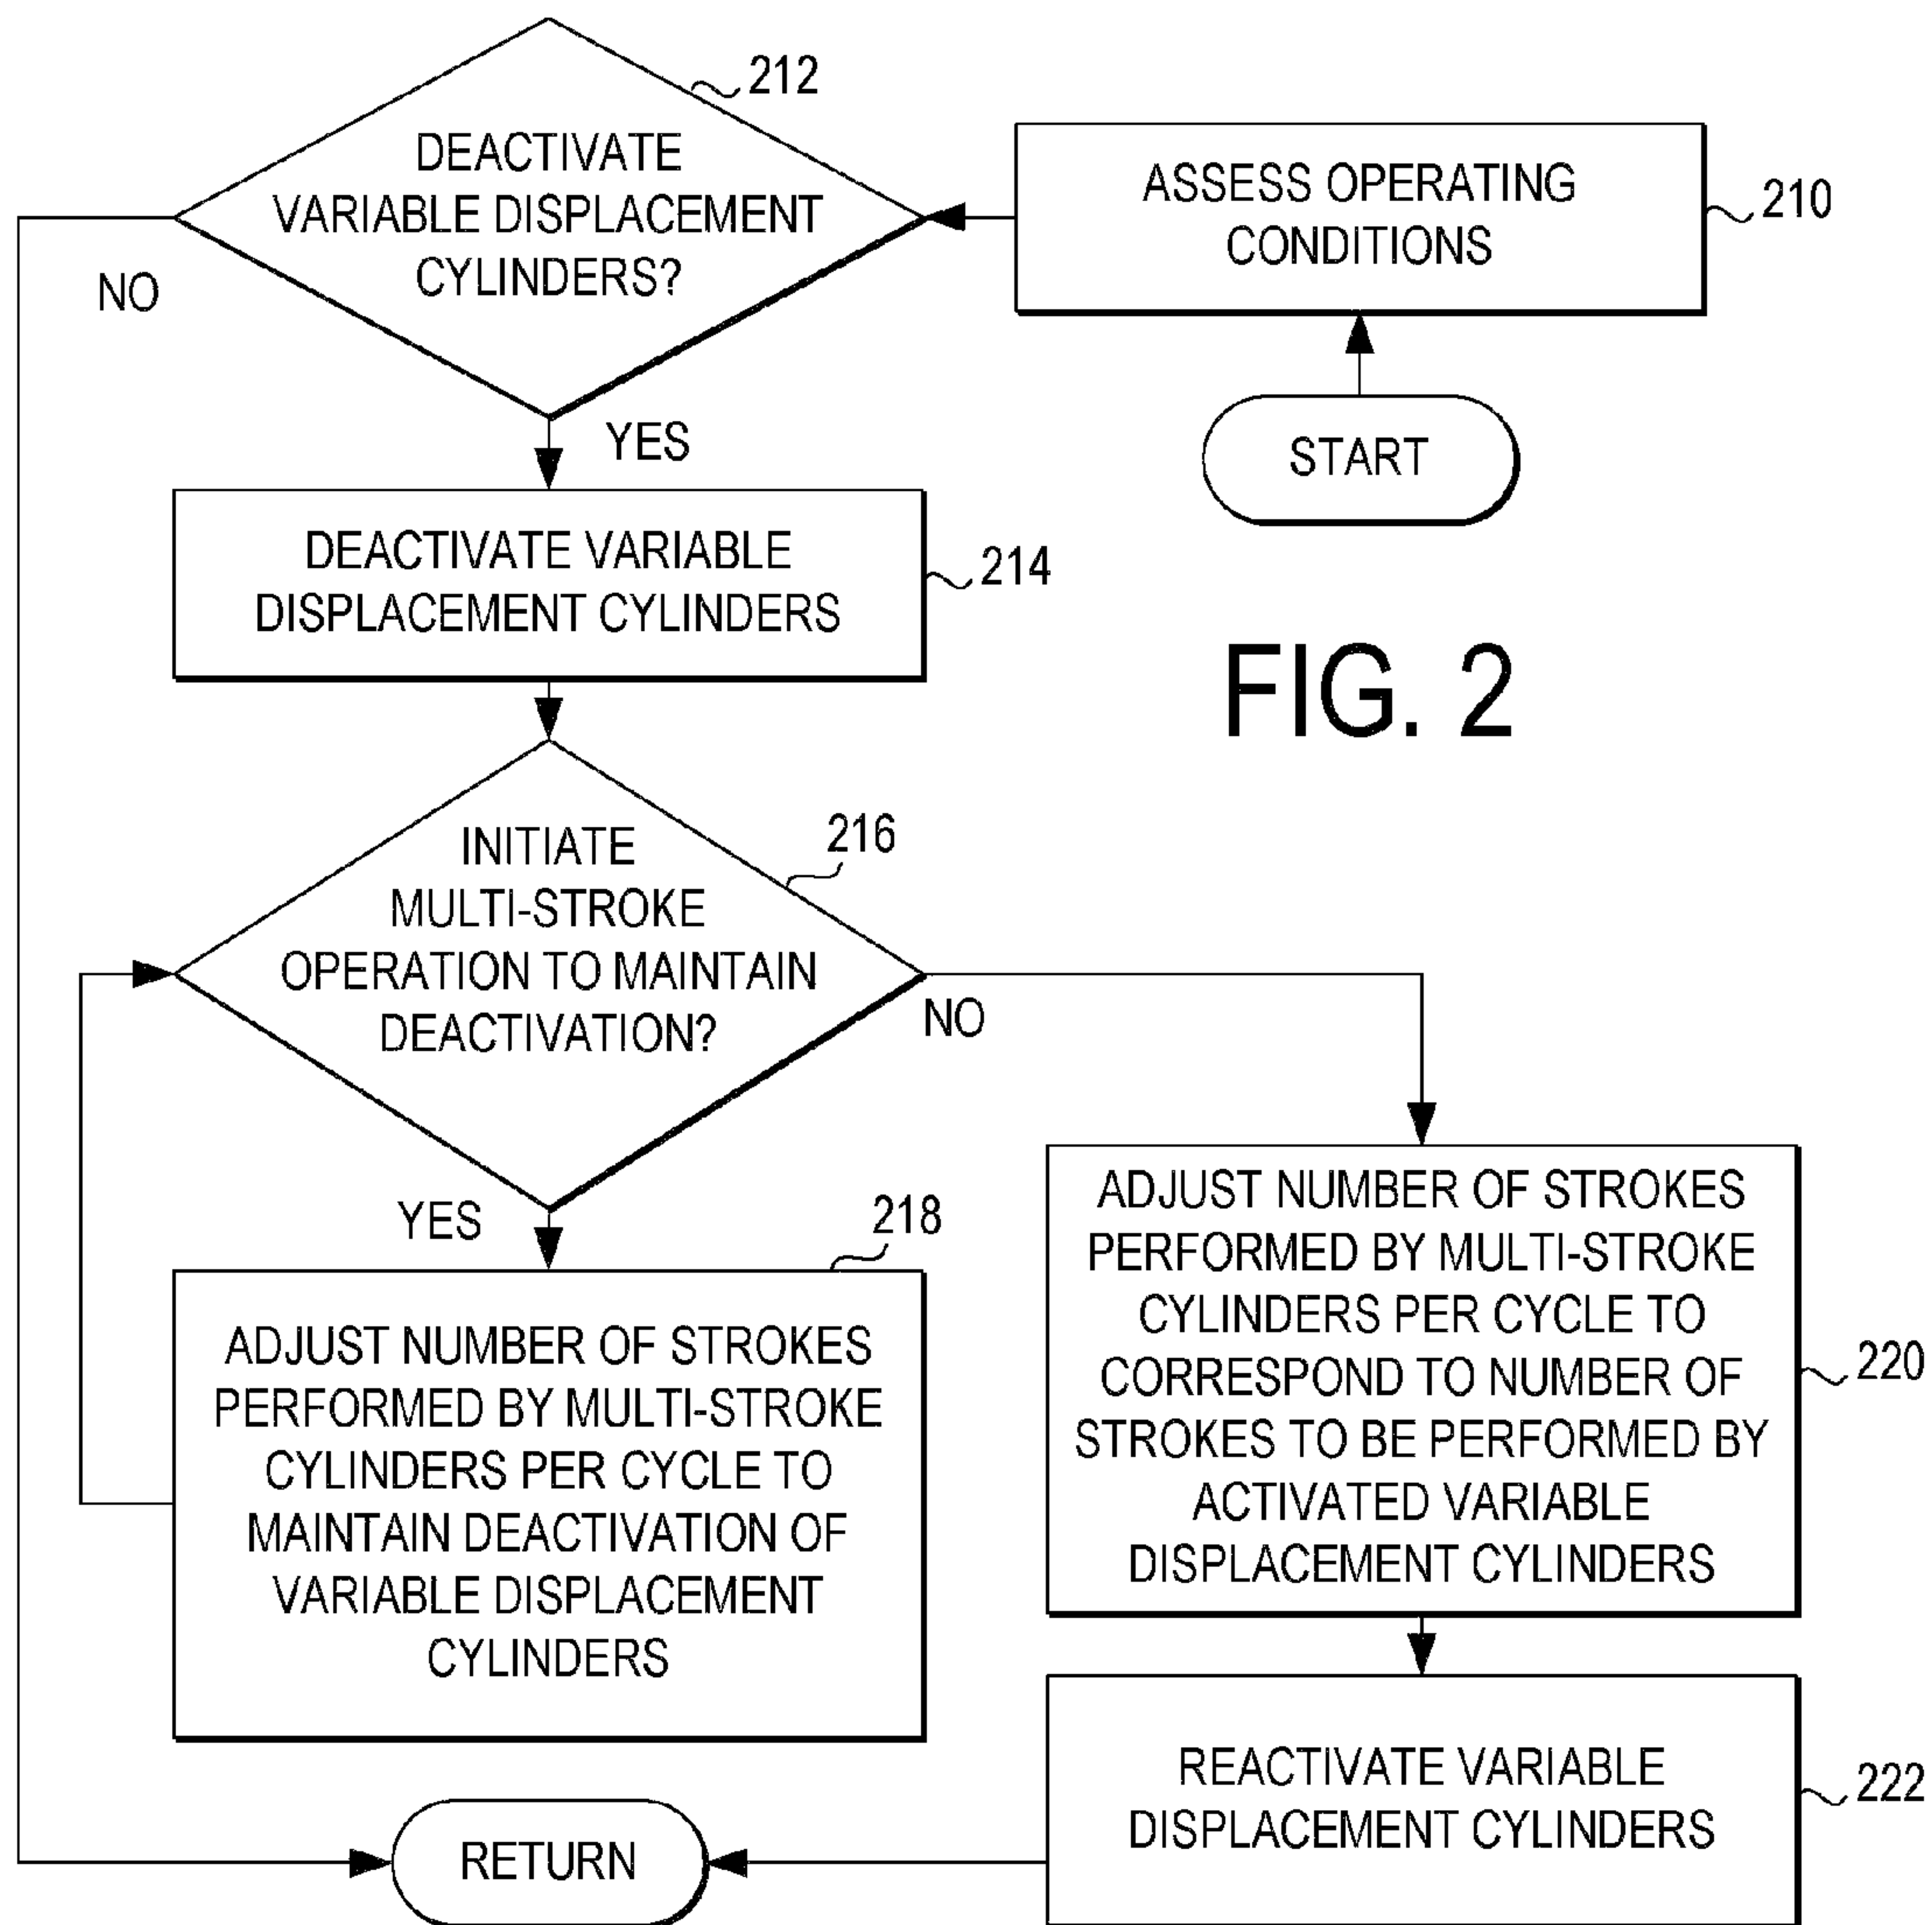 START
ASSESS OPERATING
CONDITIONS
210
DEACTIVATE
VARIABLE DISPLACEMENT
CYLINDERS?
212
NO
YES
DEACTIVATE VARIABLE
DISPLACEMENT CYLINDERS
214
FIG. 2
INITIATE
MULTI-STROKE
OPERATION TO MAINTAIN
DEACTIVATION?
216
NO
YES
218
ADJUST NUMBER OF STROKES
PERFORMED BY MULTI-STROKE
CYLINDERS PER CYCLE TO
MAINTAIN DEACTIVATION OF
VARIABLE DISPLACEMENT
CYLINDERS
ADJUST NUMBER OF STROKES
PERFORMED BY MULTI-STROKE
CYLINDERS PER CYCLE TO
CORRESPOND TO NUMBER OF
STROKES TO BE PERFORMED BY
ACTIVATED VARIABLE
DISPLACEMENT CYLINDERS
220
REACTIVATE VARIABLE
DISPLACEMENT CYLINDERS
222
RETURN